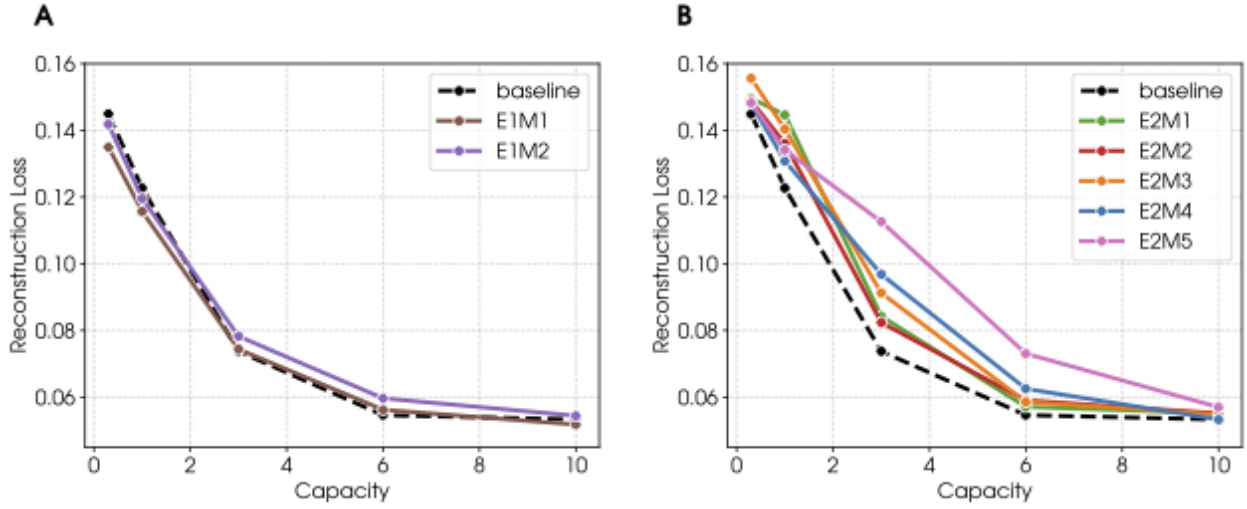 A
0.16
0.14
0.12
0.10
0.08
0.06
Reconstruction Loss
0 2 4 6 8 10
Capacity
baseline
E1M1
E1M2
B
0.16
0.14
0.12
0.10
0.08
0.06
Reconstruction Loss
0 2 4 6 8 10
Capacity
baseline
E2M1
E2M2
E2M3
E2M4
E2M5